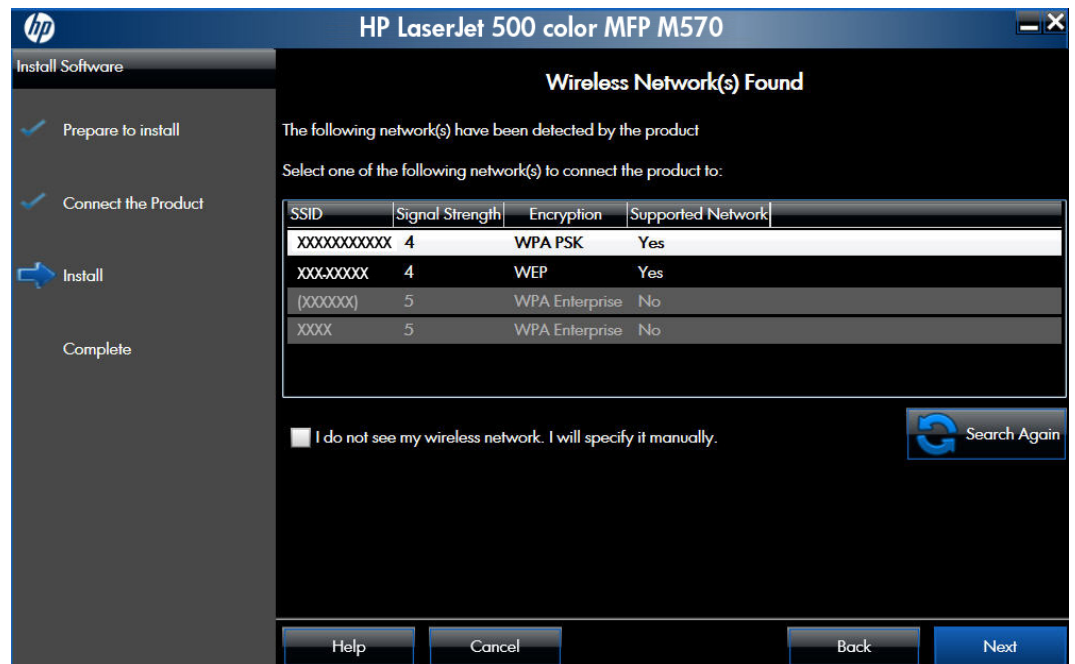 hp HP LaserJet 500 color MFP M570
Install Software
Prepare to install
Connect the Product
Install
Complete
Wireless Network(s) Found
The following network(s) have been detected by the product
Select one of the following network(s) to connect the product to:
SSID Signal Strength Encryption Supported Network
XXXXXXXXXXX 4 WPA PSK Yes
XXX-XXXXX 4 WEP Yes
(XXXXXX) 5 WPA Enterprise No
XXXX 5 WPA Enterprise No
I do not see my wireless network. I will specify it manually.
Search Again
Help Cancel Back Next